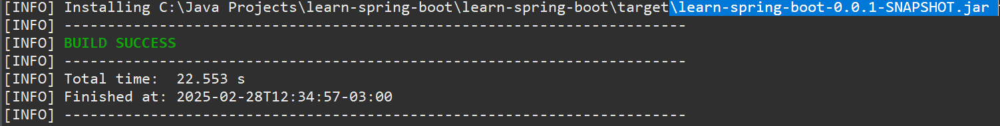 [INFO] Installing C:\Java Projects\learn-spring-boot\learn-spring-boot\target\learn-spring-boot-0.0.1-SNAPSHOT.jar
[INFO] ------------------------------------------------------------------------
[INFO] BUILD SUCCESS
[INFO] ------------------------------------------------------------------------
[INFO] Total time:  22.553 s
[INFO] Finished at: 2025-02-28T12:34:57-03:00
[INFO] ------------------------------------------------------------------------